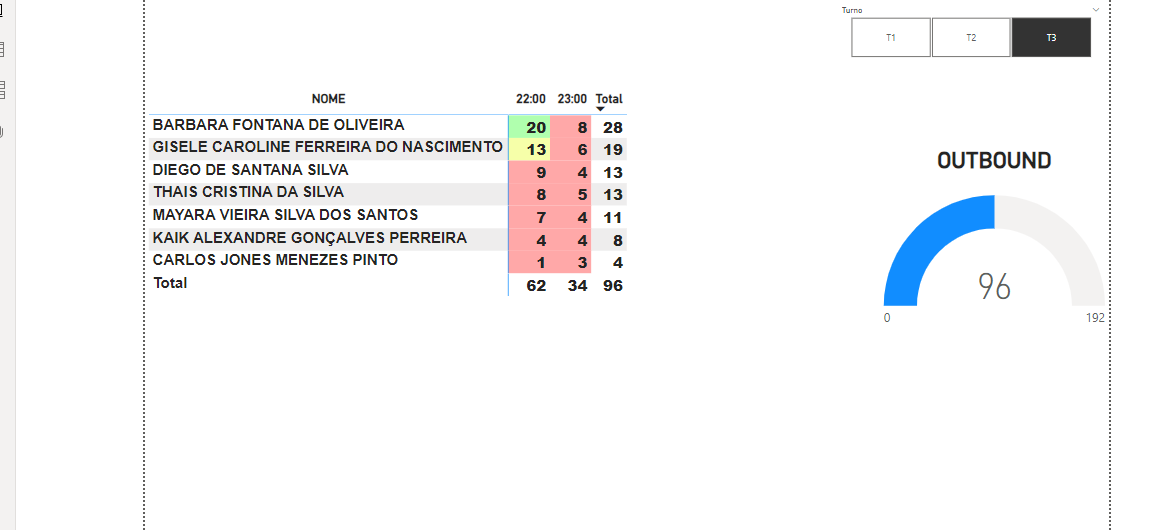 Turno
T1 T2 T3
NOME 22:00 23:00 Total
BARBARA FONTANA DE OLIVEIRA 20 8 28
GISELE CAROLINE FERREIRA DO NASCIMENTO 13 6 19
DIEGO DE SANTANA SILVA 9 4 13
THAIS CRISTINA DA SILVA 8 5 13
MAYARA VIEIRA SILVA DOS SANTOS 7 4 11
KAIK ALEXANDRE GONÇALVES PERREIRA 4 4 8
CARLOS JONES MENEZES PINTO 1 3 4
Total 62 34 96
OUTBOUND
96
0 192